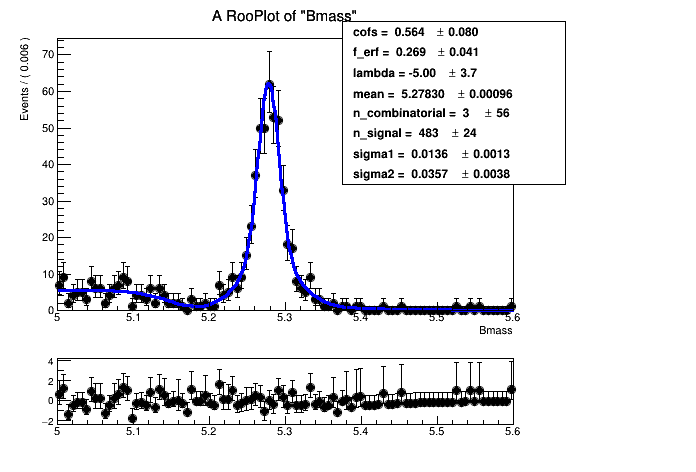 A RooPlot of "Bmass"
cofs = 0.564 ± 0.080
f_erf = 0.269 ± 0.041
lambda = -5.00 ± 3.7
mean = 5.27830 ± 0.00096
n_combinatorial = 3 ± 56
n_signal = 483 ± 24
sigma1 = 0.0136 ± 0.0013
sigma2 = 0.0357 ± 0.0038
Events / ( 0.006 )
70
60
50
40
30
20
10
0
5 5.1 5.2 5.3 5.4 5.5 5.6
Bmass
4
2
0
−2
5 5.1 5.2 5.3 5.4 5.5 5.6